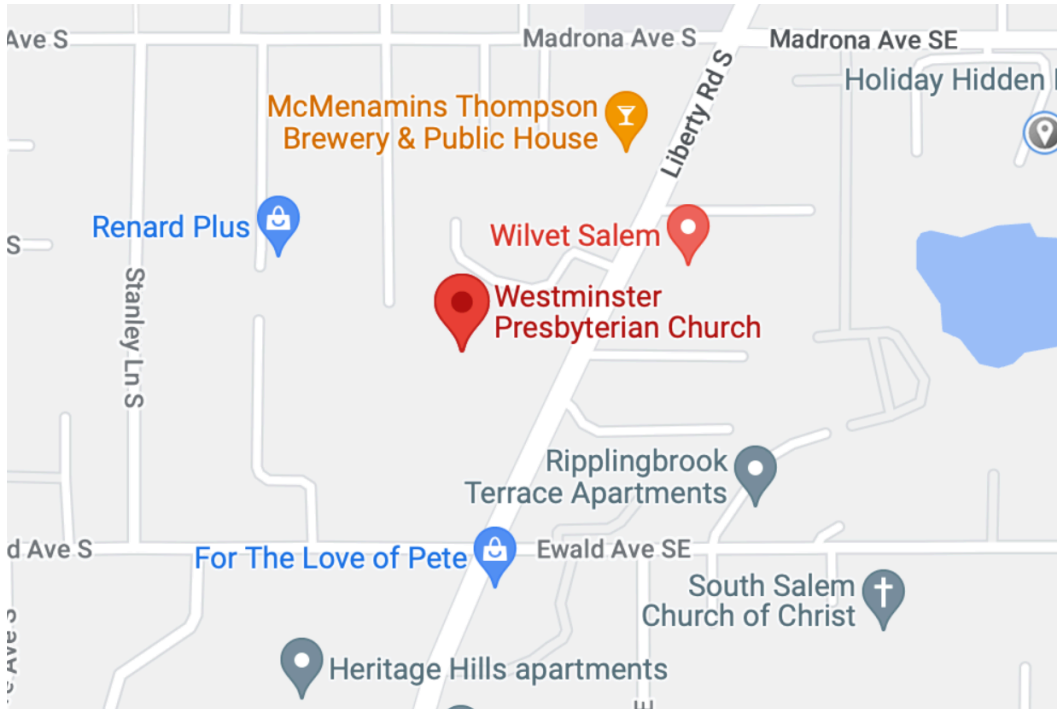 Ave S
Madrona Ave S
Madrona Ave SE
Liberty Rd S
Holiday Hidden
McMenamins Thompson
Brewery & Public House
Renard Plus
S
Wilvet Salem
Stanley Ln S
Westminster
Presbyterian Church
Ripplingbrook
Terrace Apartments
d Ave S
For The Love of Pete
Ewald Ave SE
South Salem
Church of Christ
Ave S
Heritage Hills apartments